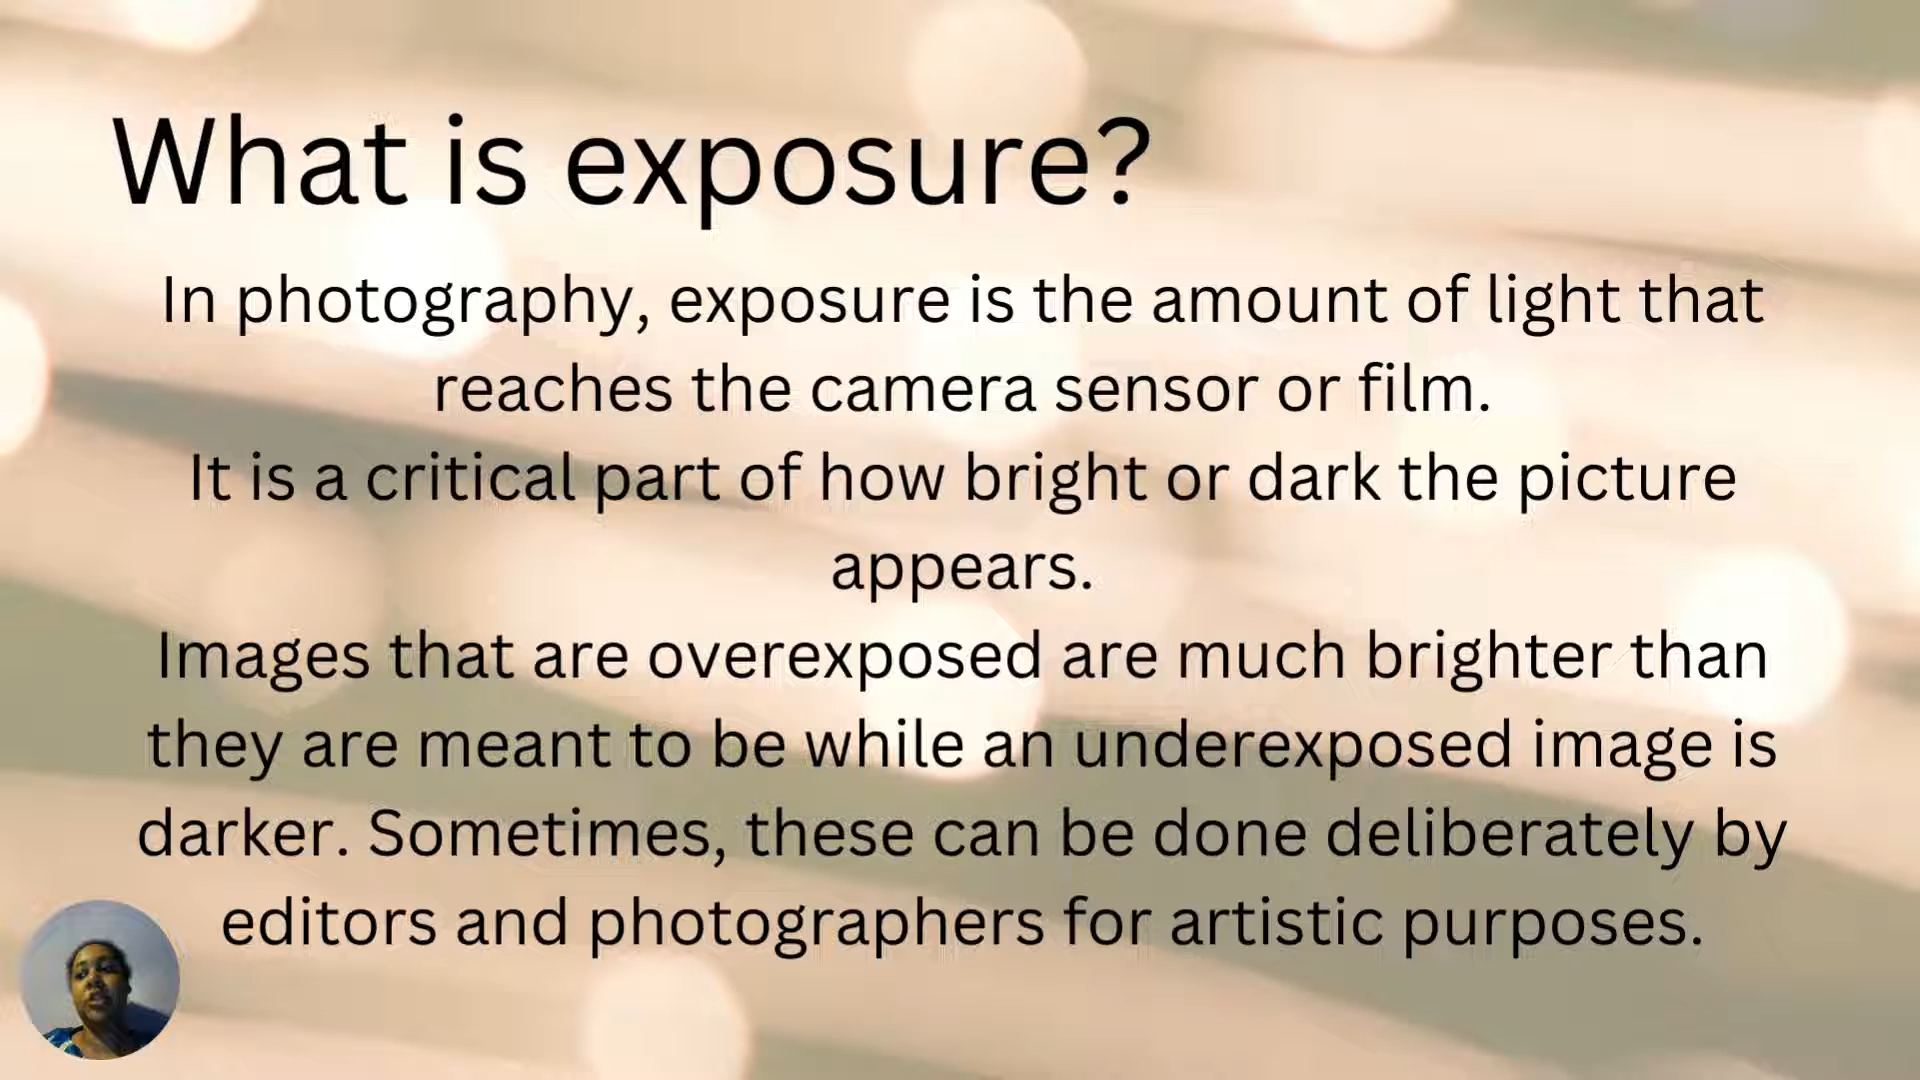 What is exposure?
In photography, exposure is the amount of light that
reaches the camera sensor or film.
It is a critical part of how bright or dark the picture
appears.
Images that are overexposed are much brighter than
they are meant to be while an underexposed image is
darker. Sometimes, these can be done deliberately by
editors and photographers for artistic purposes.